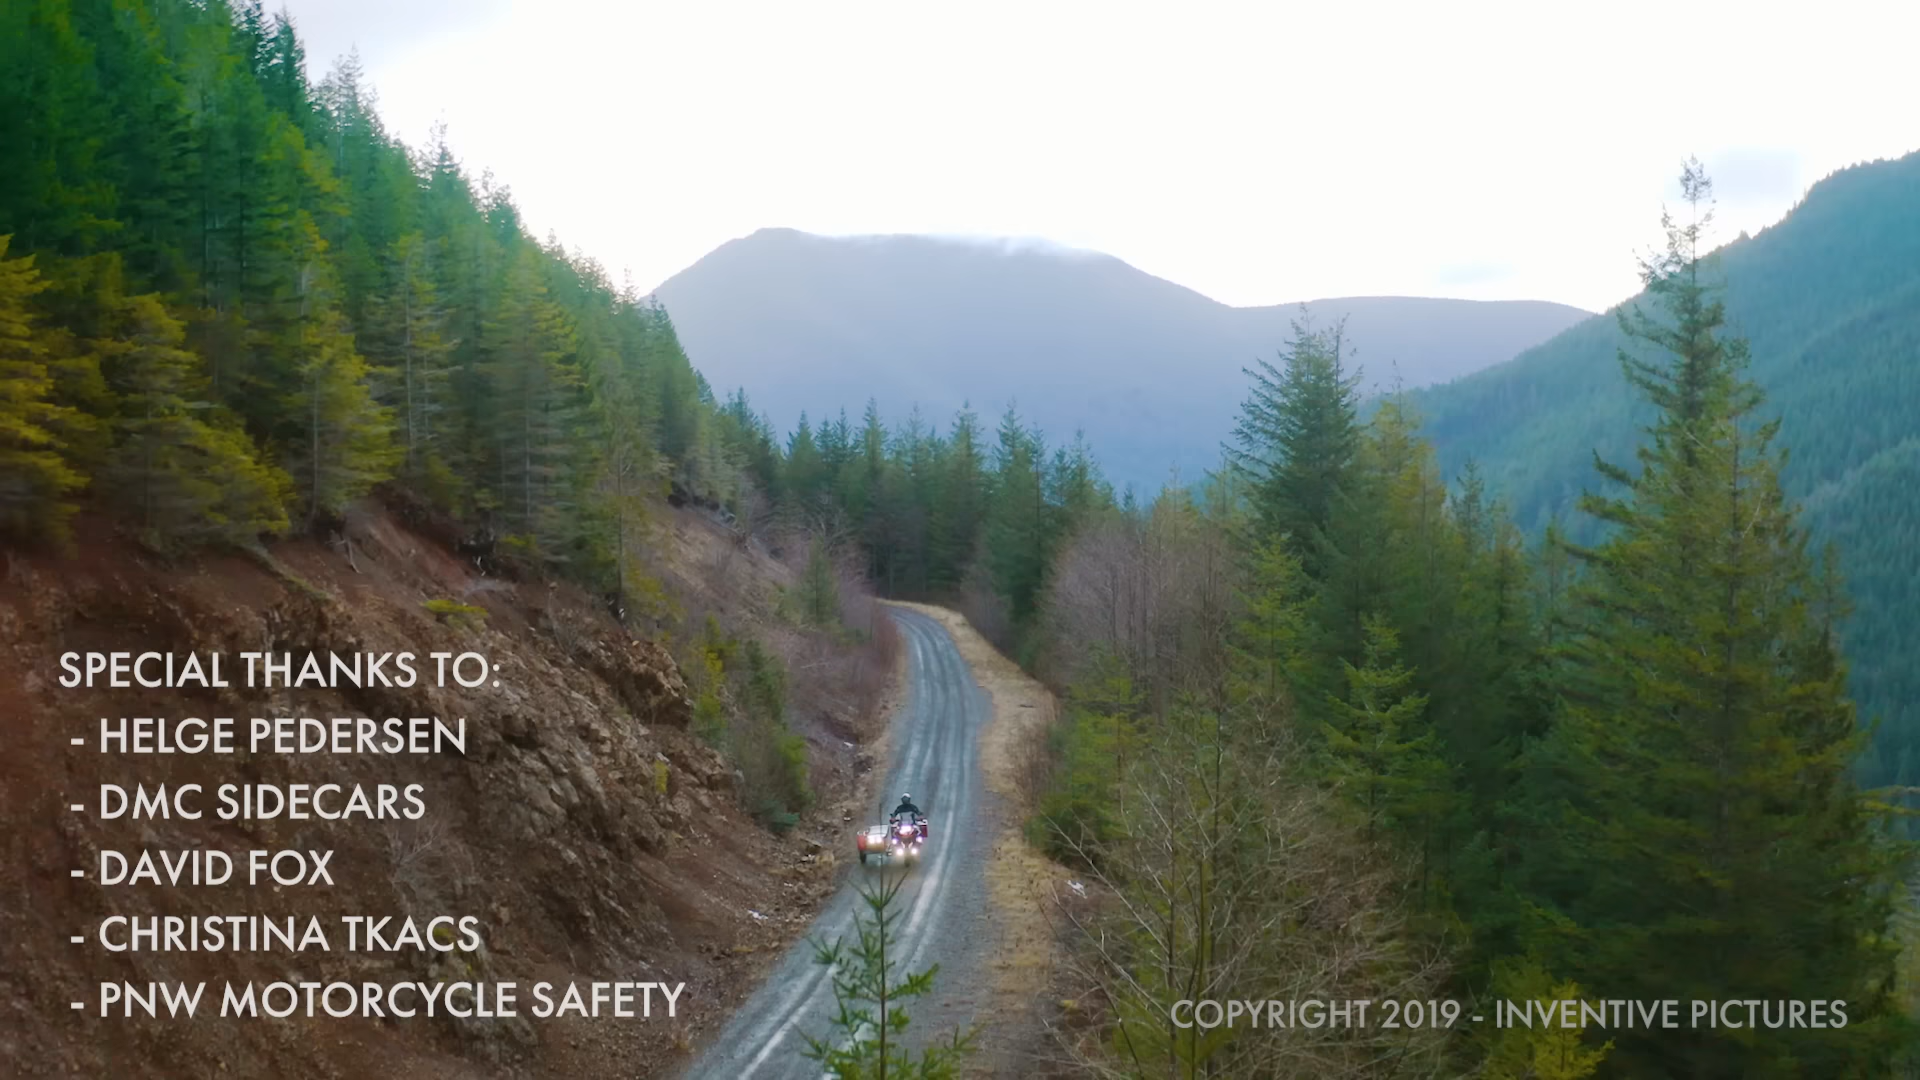 SPECIAL THANKS TO:
- HELGE PEDERSEN
- DMC SIDECARS
- DAVID FOX
- CHRISTINA TKACS
- PNW MOTORCYCLE SAFETY
COPYRIGHT 2019 - INVENTIVE PICTURES